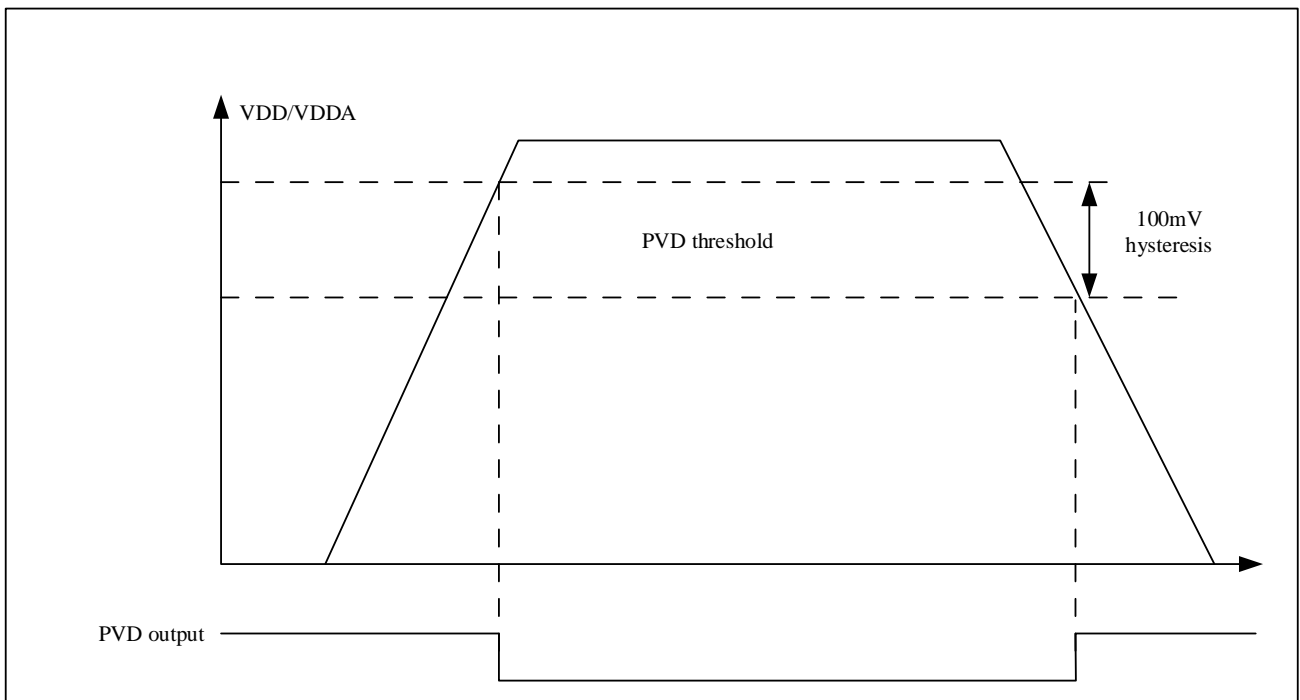 VDD/VDDA
PVD threshold
100mV
hysteresis
PVD output